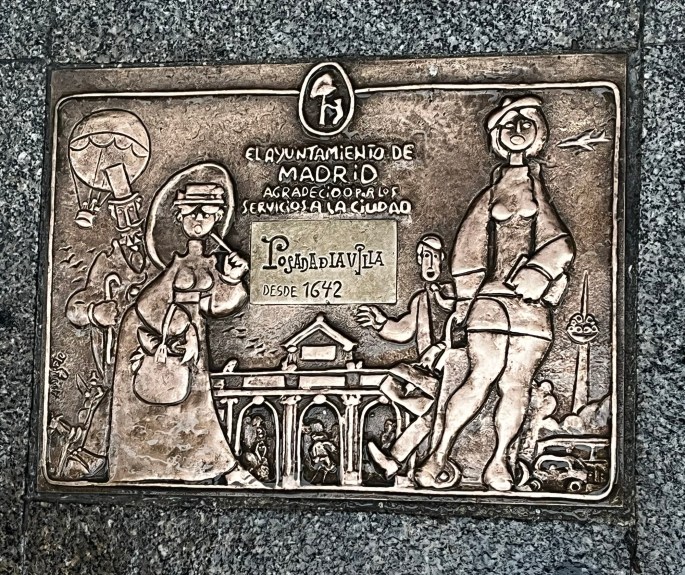 EL AYUNTAMIENTO DE
MADRID
AGRADECIDO POR LOS
SERVICIOS A LA CIUDAD
POSADA DE LA VILLA
DESDE 1642